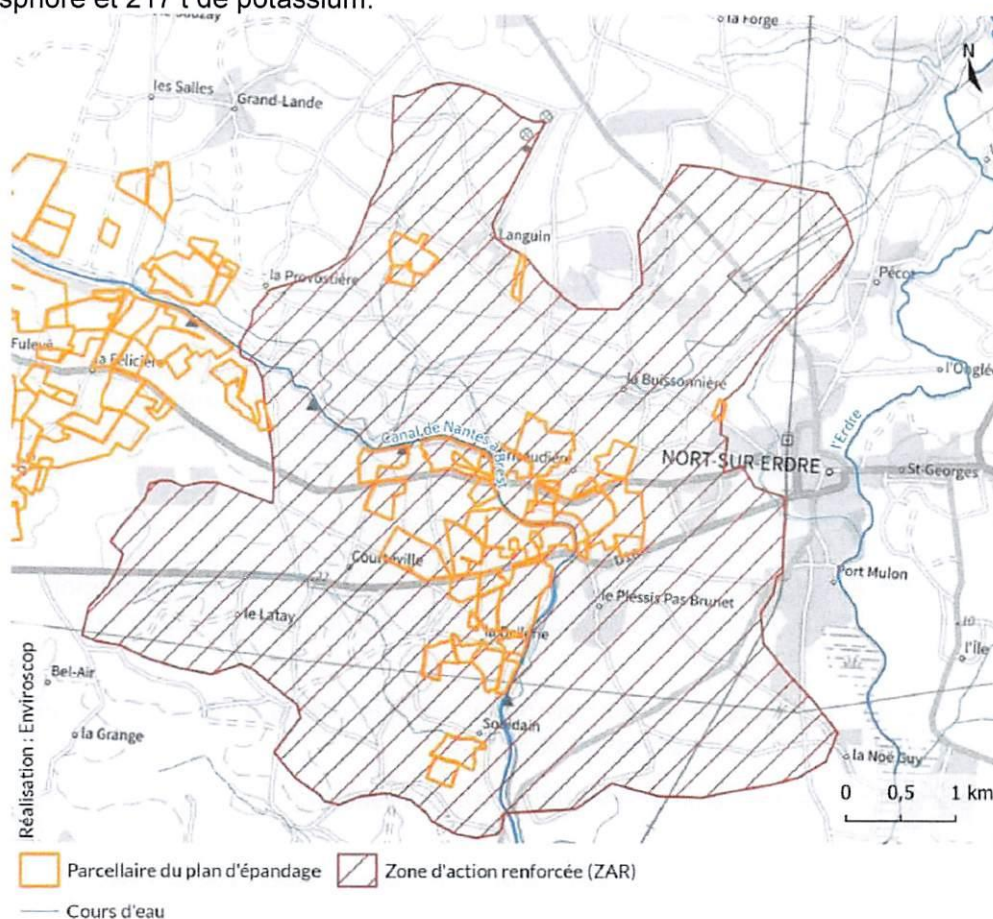 sphore et 217 t de potassium.
la Forge
N
les Salles
Grand-Lande
Languin
la Provostière
Pécot
Fulevé
la Félicière
la Buissonnière
Canal de Nantes à Brest
l'Erdre
NORT-SUR-ERDRE
St-Georges
Courteville
Port Mulon
le Plessis Pas Brunet
le Latay
Bel-Air
Soudain
la Grange
la Noë Guy
0 0,5 1 km
Réalisation : Enviroscop
Parcellaire du plan d'épandage
Zone d'action renforcée (ZAR)
Cours d'eau